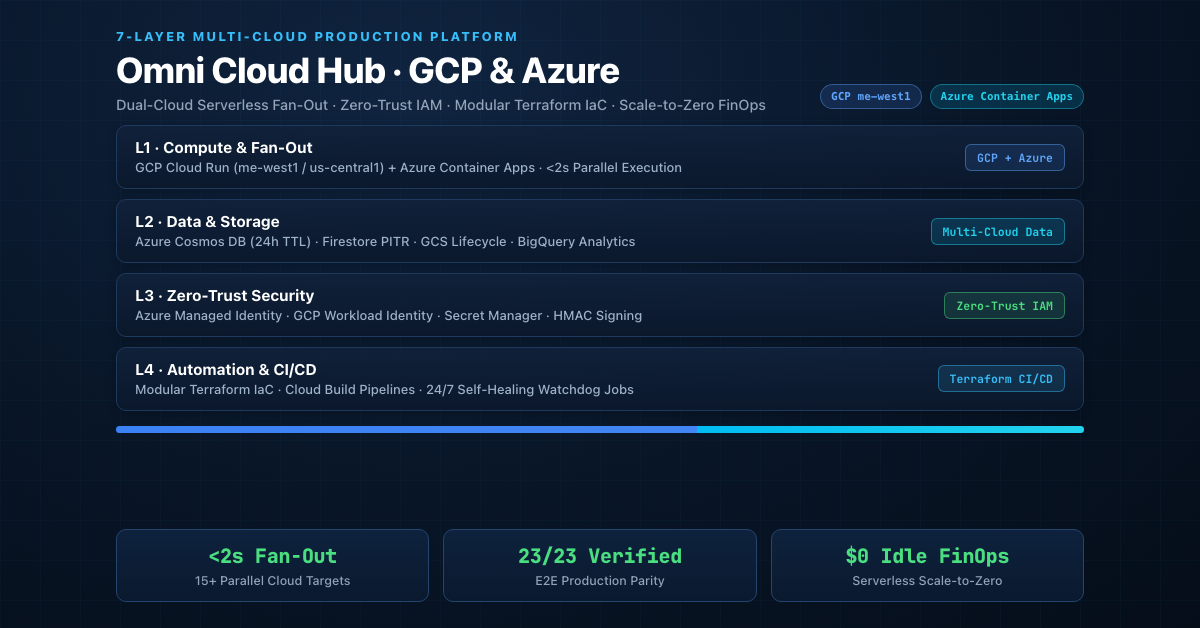 7-LAYER MULTI-CLOUD PRODUCTION PLATFORM
Omni Cloud Hub · GCP & Azure
Dual-Cloud Serverless Fan-Out · Zero-Trust IAM · Modular Terraform IaC · Scale-to-Zero FinOps
GCP me-west1
Azure Container Apps
L1 · Compute & Fan-Out
GCP Cloud Run (me-west1 / us-central1) + Azure Container Apps · <2s Parallel Execution
GCP + Azure
L2 · Data & Storage
Azure Cosmos DB (24h TTL) · Firestore PITR · GCS Lifecycle · BigQuery Analytics
Multi-Cloud Data
L3 · Zero-Trust Security
Azure Managed Identity · GCP Workload Identity · Secret Manager · HMAC Signing
Zero-Trust IAM
L4 · Automation & CI/CD
Modular Terraform IaC · Cloud Build Pipelines · 24/7 Self-Healing Watchdog Jobs
Terraform CI/CD
<2s Fan-Out
15+ Parallel Cloud Targets
23/23 Verified
E2E Production Parity
$0 Idle FinOps
Serverless Scale-to-Zero